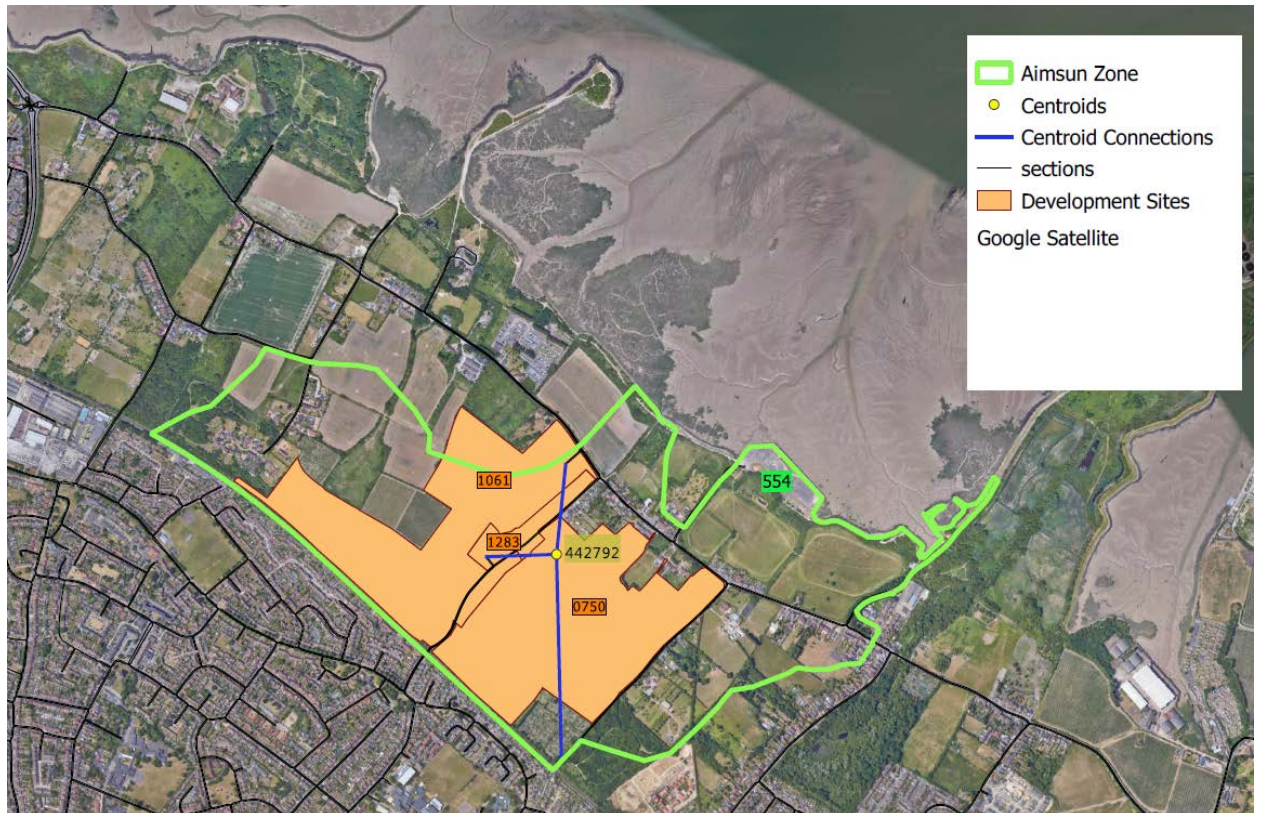 Aimsun Zone
Centroids
Centroid Connections
sections
Development Sites
Google Satellite
554
1061
1283
442792
0750